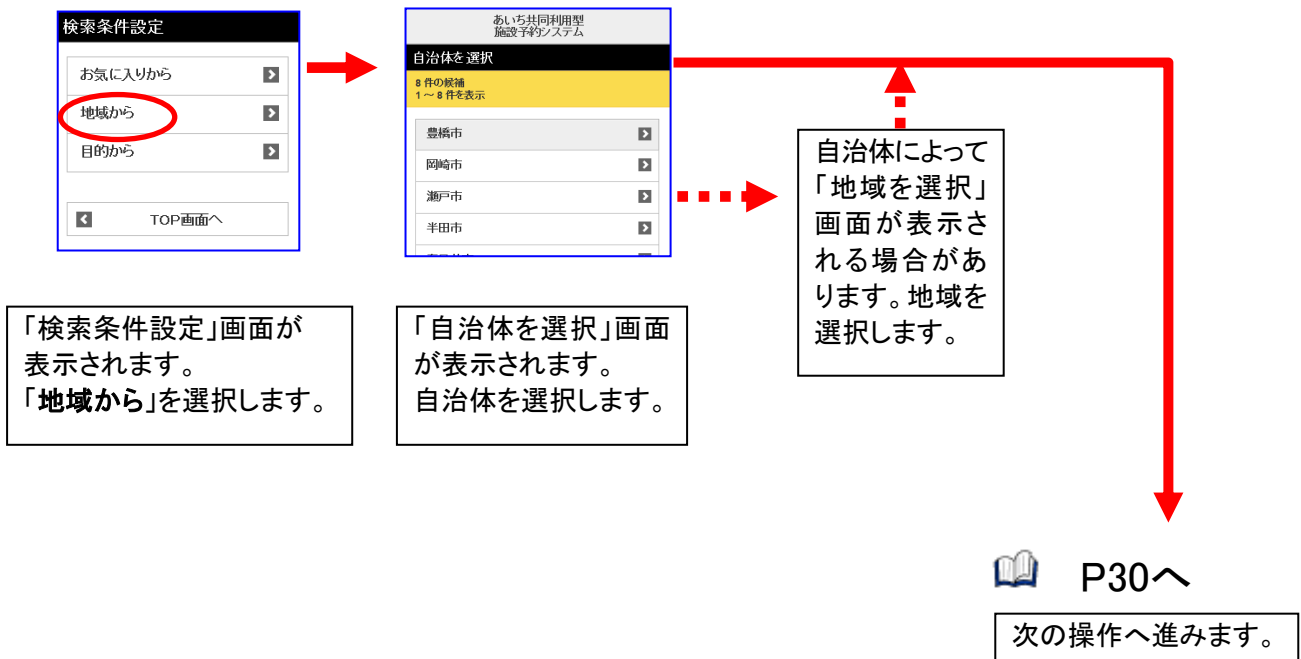 検索条件設定
お気に入りから
地域から
目的から
TOP画面へ
「検索条件設定」画面が
表示されます。
「地域から」を選択します。
あいち共同利用型
施設予約システム
自治体を選択
8 件の候補
1 ～ 8 件を表示
豊橋市
岡崎市
瀬戸市
半田市
「自治体を選択」画面
が表示されます。
自治体を選択します。
自治体によって
「地域を選択」
画面が表示さ
れる場合があ
ります。地域を
選択します。
P30へ
次の操作へ進みます。